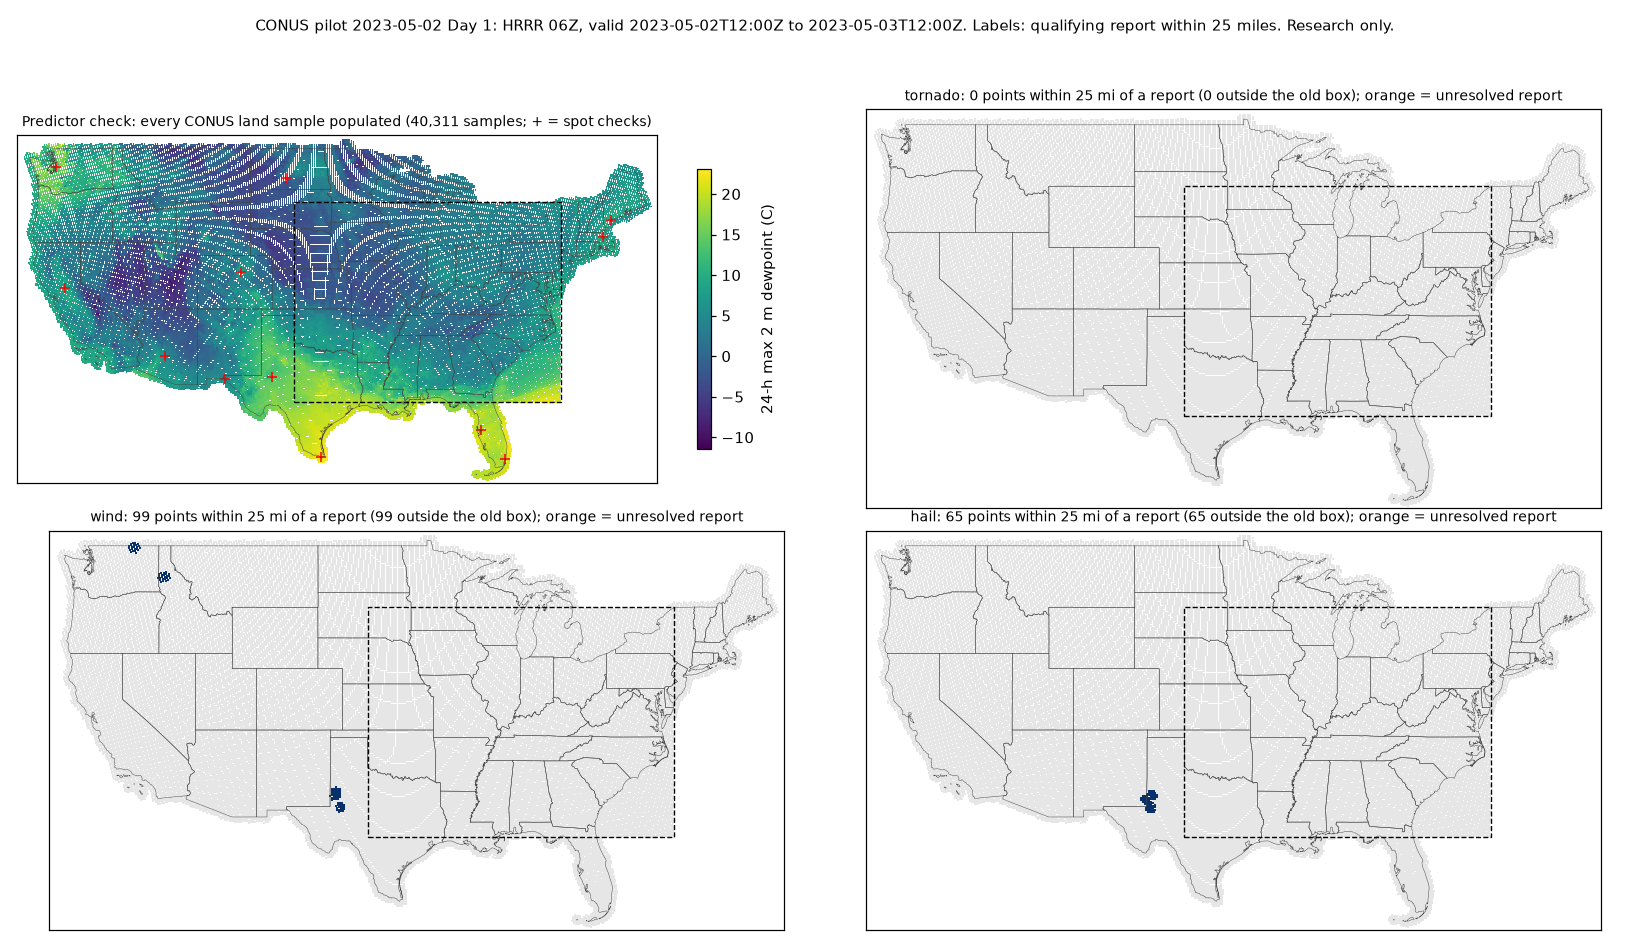 CONUS pilot 2023-05-02 Day 1: HRRR 06Z, valid 2023-05-02T12:00Z to 2023-05-03T12:00Z. Labels: qualifying report within 25 miles. Research only.
Predictor check: every CONUS land sample populated (40,311 samples; + = spot checks)
20
15
10
5
0
−5
−10
24-h max 2 m dewpoint (C)
tornado: 0 points within 25 mi of a report (0 outside the old box); orange = unresolved report
wind: 99 points within 25 mi of a report (99 outside the old box); orange = unresolved report
hail: 65 points within 25 mi of a report (65 outside the old box); orange = unresolved report